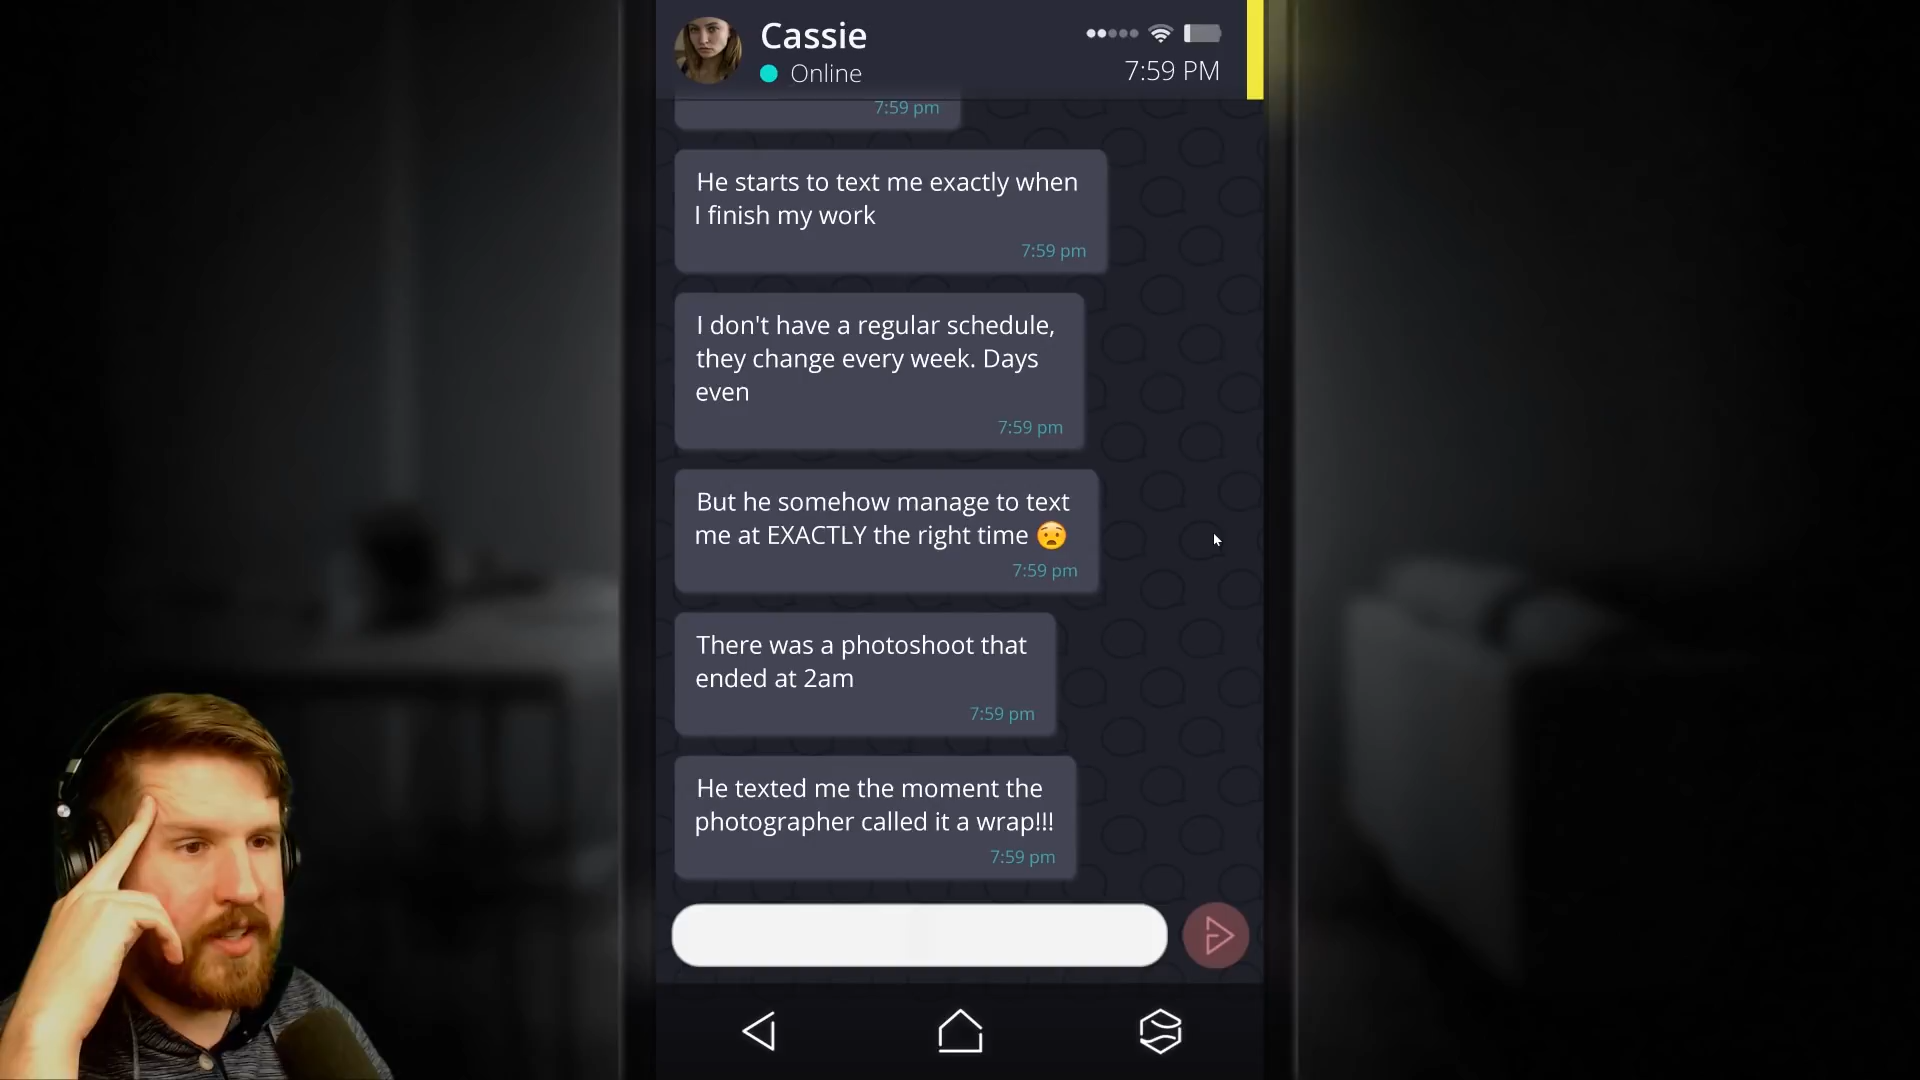 Cassie
Online
7:59 PM
7:59 pm
He starts to text me exactly when
I finish my work
7:59 pm
I don't have a regular schedule,
they change every week. Days
even
7:59 pm
But he somehow manage to text
me at EXACTLY the right time 😧
7:59 pm
There was a photoshoot that
ended at 2am
7:59 pm
He texted me the moment the
photographer called it a wrap!!!
7:59 pm